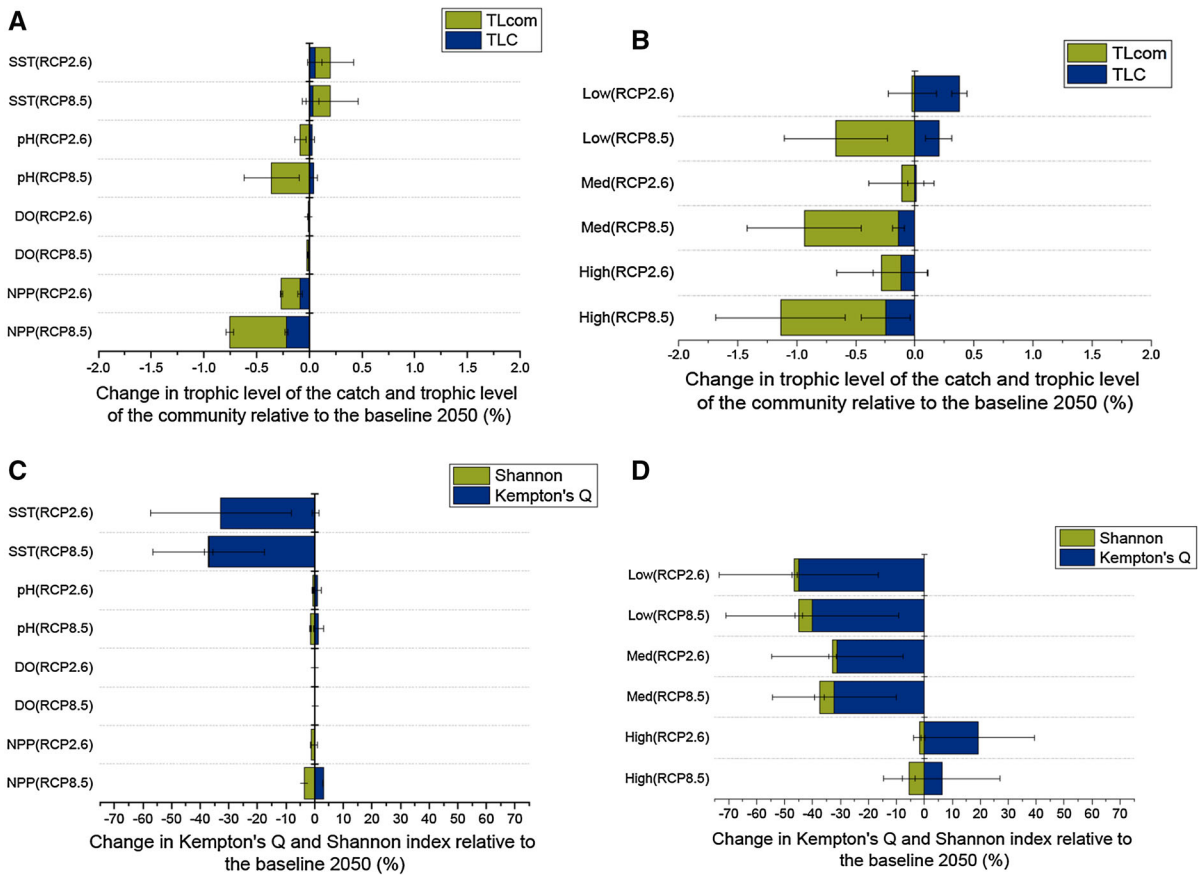 A
TLcom
TLC
SST(RCP2.6)
SST(RCP8.5)
pH(RCP2.6)
pH(RCP8.5)
DO(RCP2.6)
DO(RCP8.5)
NPP(RCP2.6)
NPP(RCP8.5)
-2.0 -1.5 -1.0 -0.5 0.0 0.5 1.0 1.5 2.0
Change in trophic level of the catch and trophic level
of the community relative to the baseline 2050 (%)
B
TLcom
TLC
Low(RCP2.6)
Low(RCP8.5)
Med(RCP2.6)
Med(RCP8.5)
High(RCP2.6)
High(RCP8.5)
-2.0 -1.5 -1.0 -0.5 0.0 0.5 1.0 1.5 2.0
Change in trophic level of the catch and trophic level
of the community relative to the baseline 2050 (%)
C
Shannon
Kempton's Q
SST(RCP2.6)
SST(RCP8.5)
pH(RCP2.6)
pH(RCP8.5)
DO(RCP2.6)
DO(RCP8.5)
NPP(RCP2.6)
NPP(RCP8.5)
-70 -60 -50 -40 -30 -20 -10 0 10 20 30 40 50 60 70
Change in Kempton's Q and Shannon index relative to
the baseline 2050 (%)
D
Shannon
Kempton's Q
Low(RCP2.6)
Low(RCP8.5)
Med(RCP2.6)
Med(RCP8.5)
High(RCP2.6)
High(RCP8.5)
-70 -60 -50 -40 -30 -20 -10 0 10 20 30 40 50 60 70
Change in Kempton's Q and Shannon index relative to
the baseline 2050 (%)